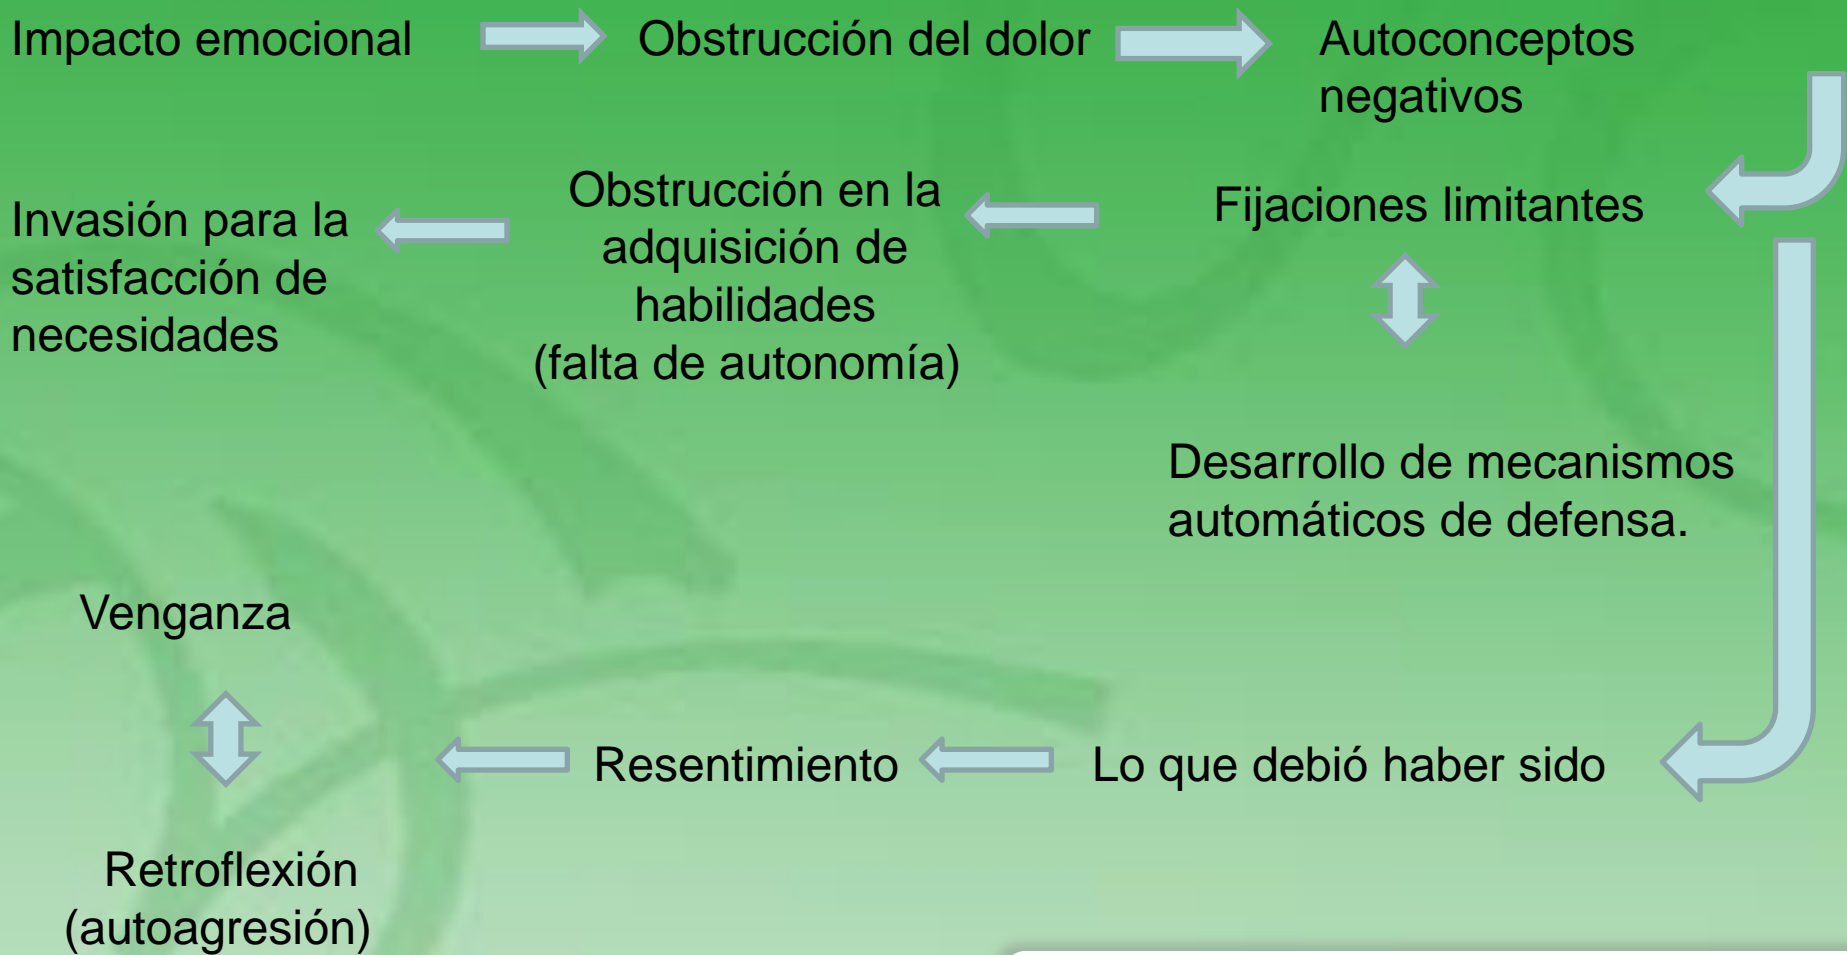 Impacto emocional
Obstrucción del dolor
Autoconceptos
negativos
Fijaciones limitantes
Obstrucción en la
adquisición de
habilidades
(falta de autonomía)
Invasión para la
satisfacción de
necesidades
Desarrollo de mecanismos
automáticos de defensa.
Lo que debió haber sido
Resentimiento
Venganza
Retroflexión
(autoagresión)